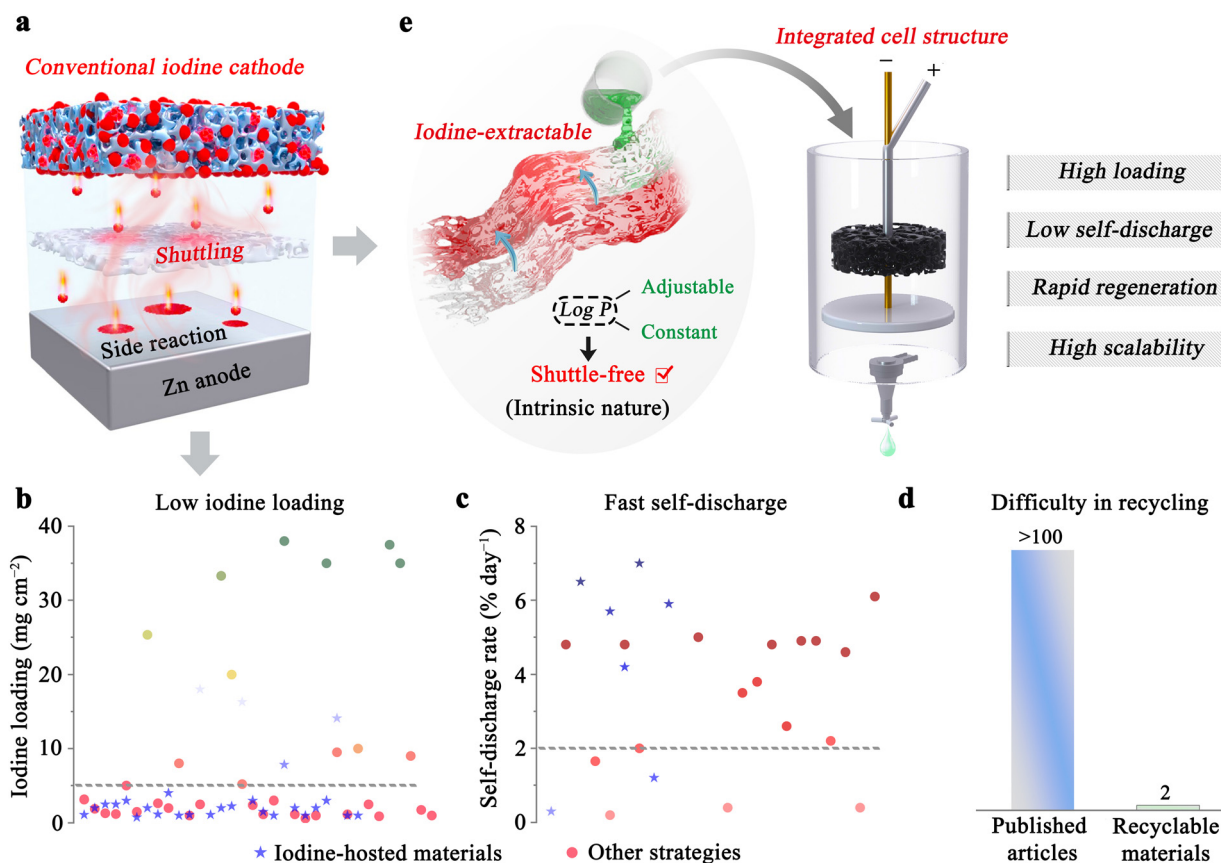 a
Conventional iodine cathode
Shuttling
Side reaction
Zn anode
e
Iodine-extractable
Log P
Adjustable
Constant
Shuttle-free
(Intrinsic nature)
Integrated cell structure
−
+
High loading
Low self-discharge
Rapid regeneration
High scalability
b
Low iodine loading
Iodine loading (mg cm⁻²)
40
30
20
10
0
c
Fast self-discharge
Self-discharge rate (% day⁻¹)
8
6
4
2
0
d
Difficulty in recycling
>100
2
Published
articles
Recyclable
materials
Iodine-hosted materials
Other strategies